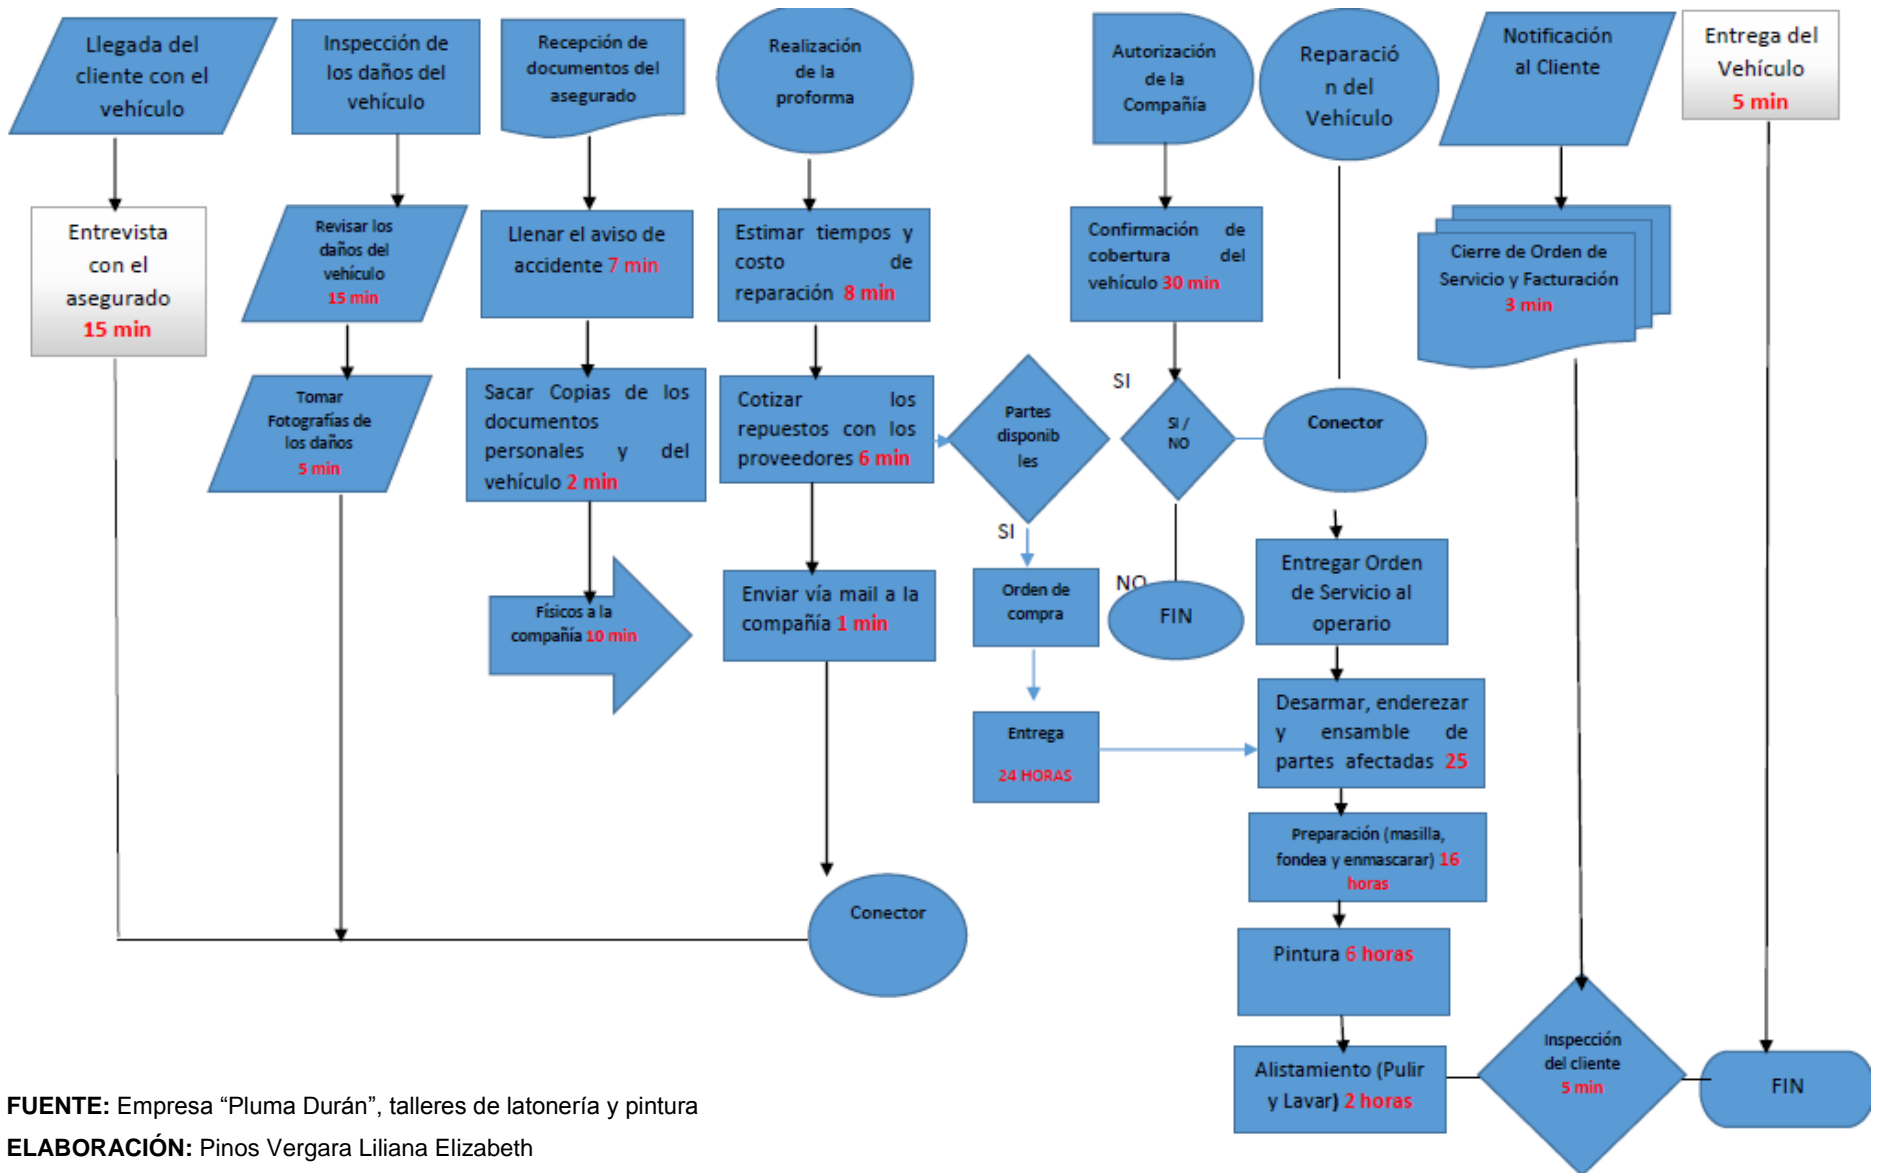 Llegada del
cliente con el
vehículo
Inspección de
los daños del
vehículo
Recepción de
documentos del
asegurado
Realización
de la
proforma
Autorización
de la
Compañía
Reparació
n del
Vehículo
Notificación
al Cliente
Entrega del
Vehículo
5 min
Entrevista
con el
asegurado
15 min
Revisar los
daños del
vehículo
15 min
Llenar el aviso de
accidente 7 min
Estimar tiempos y
costo de
reparación 8 min
Confirmación de
cobertura del
vehículo 30 min
Cierre de Orden de
Servicio y Facturación
3 min
Tomar
Fotografías de
los daños
5 min
Sacar Copias de los
documentos
personales y del
vehículo 2 min
Cotizar los
repuestos con los
proveedores 6 min
Partes
disponib
les
SI
SI /
NO
Conector
SI
NO
Físicos a la
compañía 10 min
Enviar vía mail a la
compañía 1 min
Orden de
compra
FIN
Entregar Orden
de Servicio al
operario
Entrega
24 HORAS
Desarmar, enderezar
y ensamble de
partes afectadas 25
Preparación (masilla,
fondea y enmascarar) 16
horas
Conector
Pintura 6 horas
Alistamiento (Pulir
y Lavar) 2 horas
Inspección
del cliente
5 min
FIN
FUENTE: Empresa “Pluma Durán”, talleres de latonería y pintura
ELABORACIÓN: Pinos Vergara Liliana Elizabeth